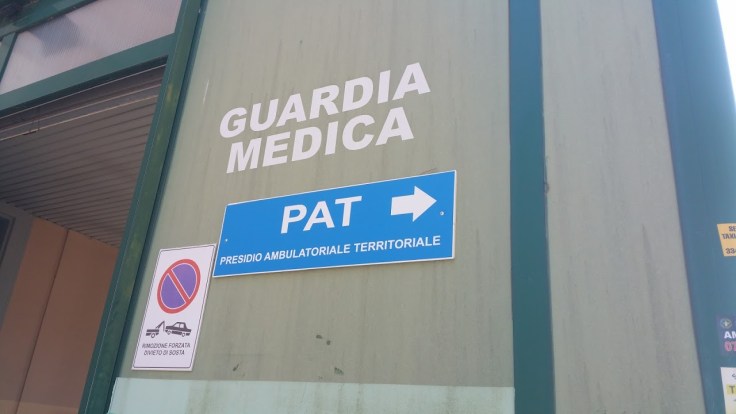 GUARDIA
MEDICA
PAT
PRESIDIO AMBULATORIALE TERRITORIALE
RIMOZIONE FORZATA
DIVIETO DI SOSTA